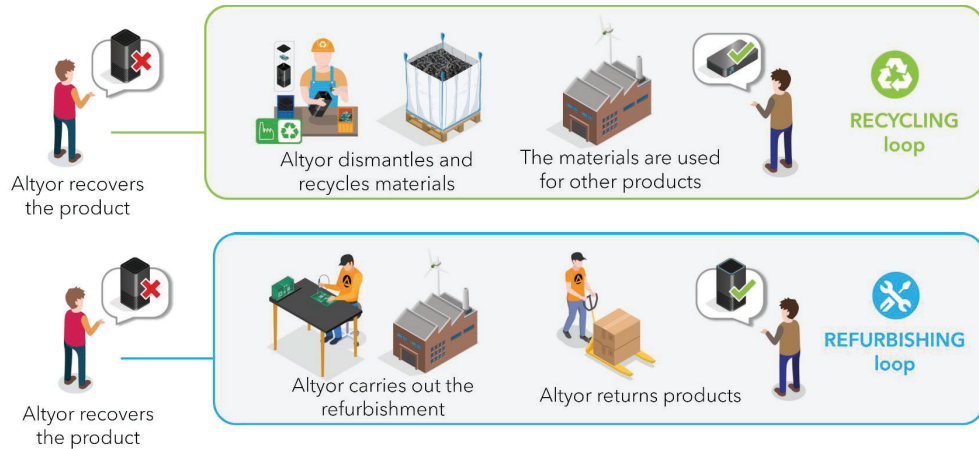 Altyor recovers
the product
Altyor dismantles and
recycles materials
The materials are used
for other products
RECYCLING
loop
Altyor recovers
the product
Altyor carries out the
refurbishment
Altyor returns products
REFURBISHING
loop